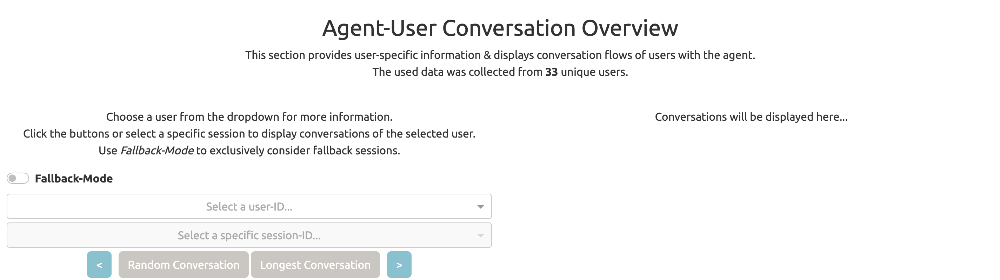 Agent-User Conversation Overview
This section provides user-specific information & displays conversation flows of users with the agent.
The used data was collected from 33 unique users.
Choose a user from the dropdown for more information.
Click the buttons or select a specific session to display conversations of the selected user.
Use Fallback-Mode to exclusively consider fallback sessions.
Conversations will be displayed here...
Fallback-Mode
Select a user-ID...
Select a specific session-ID...
< Random Conversation Longest Conversation >